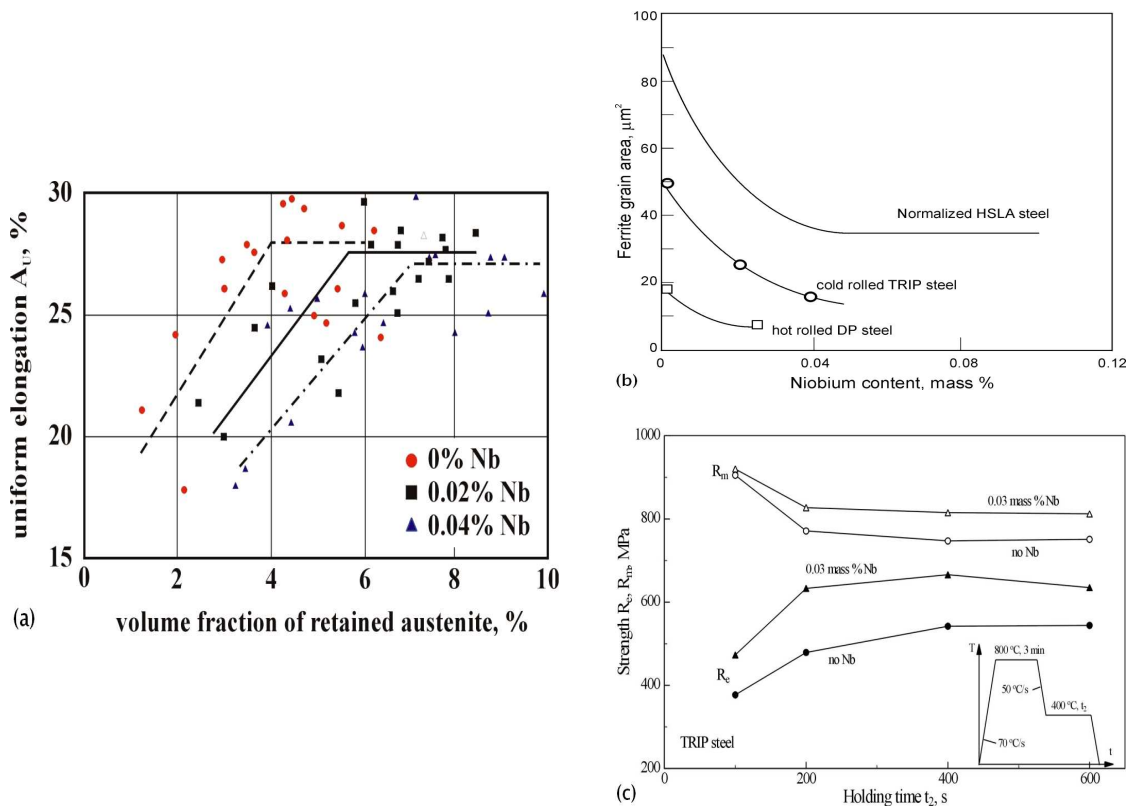 uniform elongation A_U, %
30
25
20
15
0% Nb
0.02% Nb
0.04% Nb
0
2
4
6
8
10
volume fraction of retained austenite, %
(a)
Ferrite grain area, µm²
100
80
60
40
20
0
Normalized HSLA steel
cold rolled TRIP steel
hot rolled DP steel
0
0.04
0.08
0.12
Niobium content, mass %
(b)
Strength R_e, R_m, MPa
1000
800
600
400
200
R_m
0.03 mass % Nb
no Nb
0.03 mass % Nb
no Nb
R_e
TRIP steel
T
800 °C, 3 min
50 °C/s
400 °C, t₂
70 °C/s
t
200
400
600
Holding time t₂, s
(c)